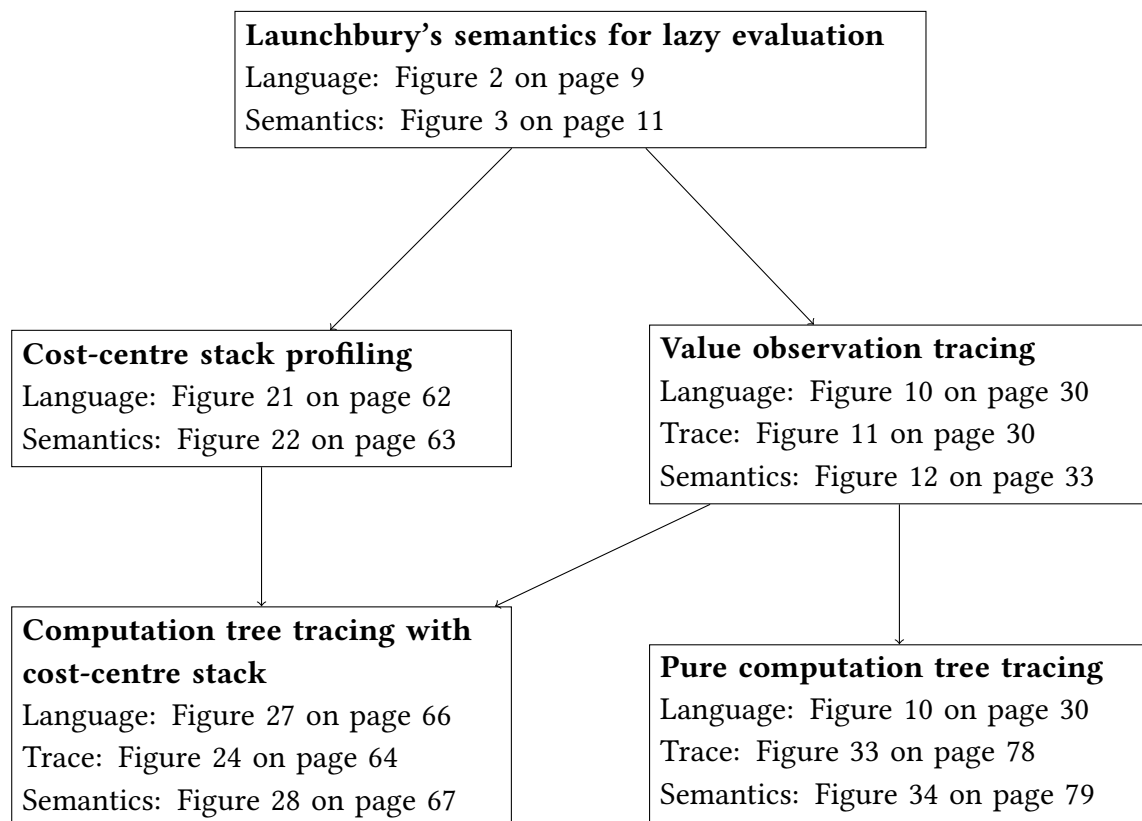 Launchbury's semantics for lazy evaluation
Language: Figure 2 on page 9
Semantics: Figure 3 on page 11
Cost-centre stack profiling
Language: Figure 21 on page 62
Semantics: Figure 22 on page 63
Value observation tracing
Language: Figure 10 on page 30
Trace: Figure 11 on page 30
Semantics: Figure 12 on page 33
Computation tree tracing with
cost-centre stack
Language: Figure 27 on page 66
Trace: Figure 24 on page 64
Semantics: Figure 28 on page 67
Pure computation tree tracing
Language: Figure 10 on page 30
Trace: Figure 33 on page 78
Semantics: Figure 34 on page 79